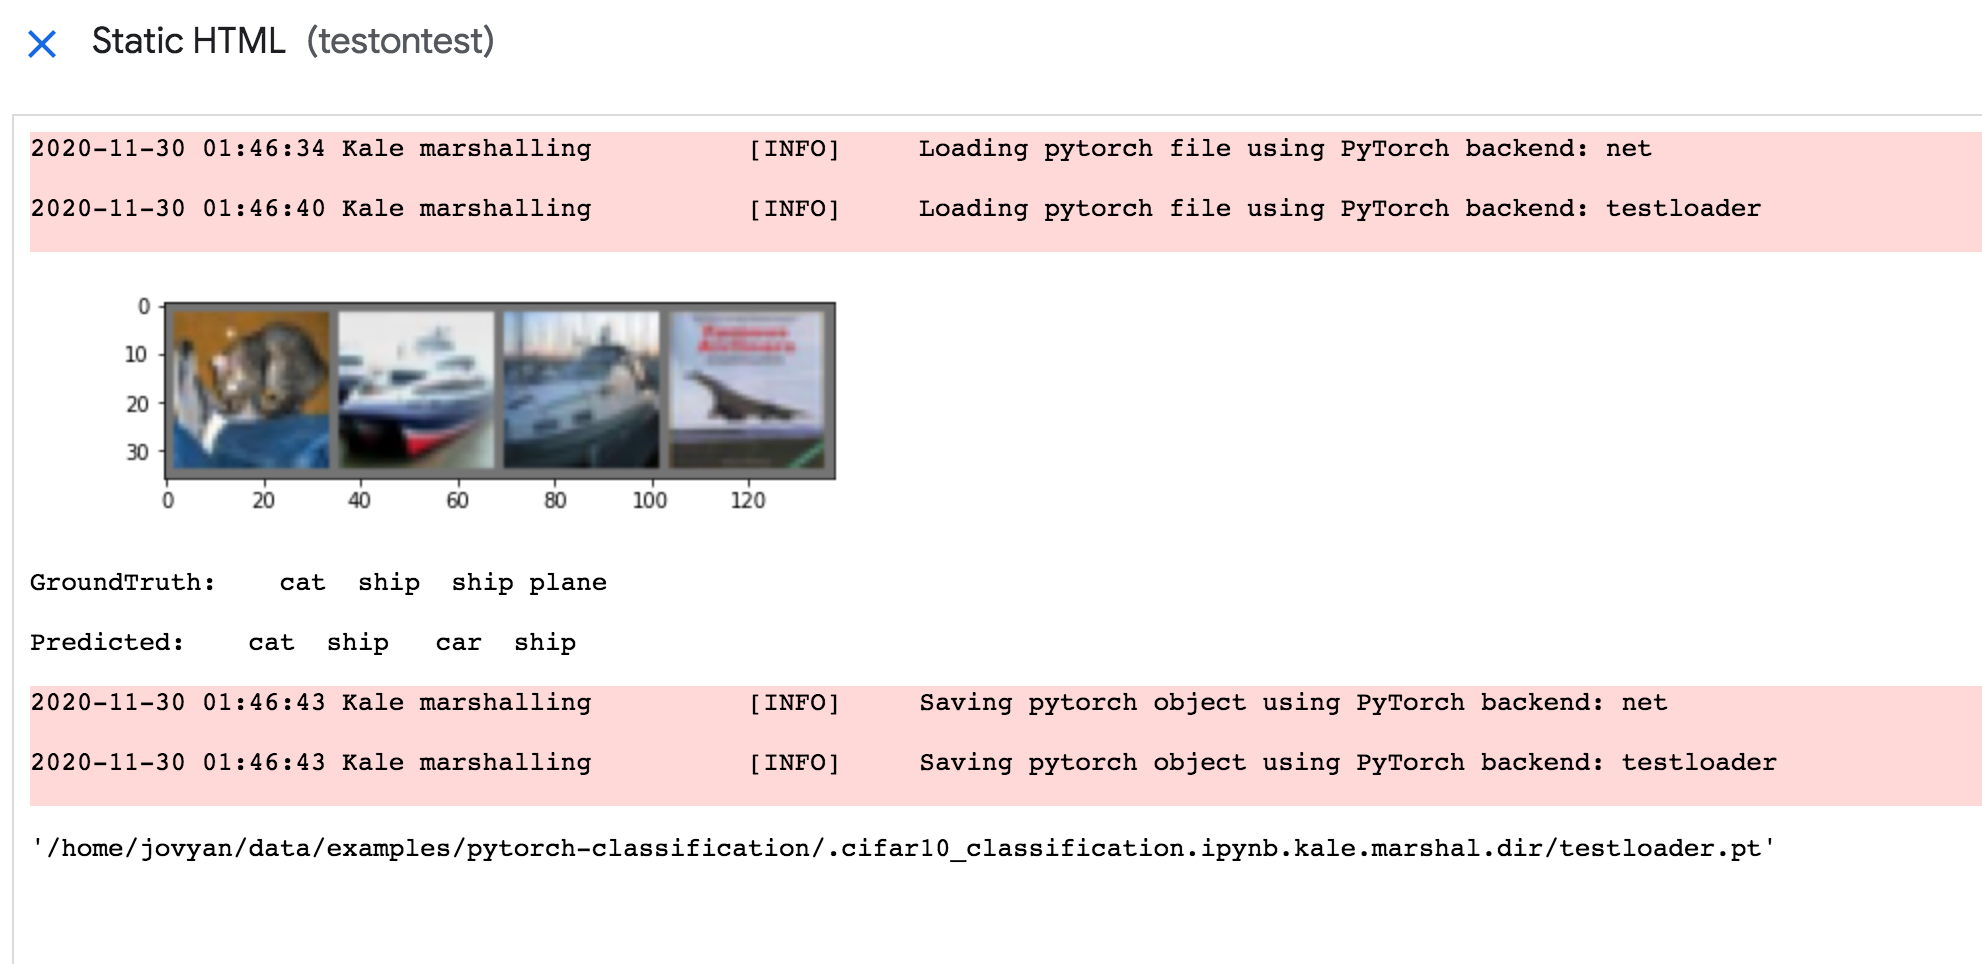 Static HTML (testontest)
2020-11-30 01:46:34 Kale marshalling [INFO] Loading pytorch file using PyTorch backend: net
2020-11-30 01:46:40 Kale marshalling [INFO] Loading pytorch file using PyTorch backend: testloader
Famous
Airliners
0
10
20
30
0 20 40 60 80 100 120
GroundTruth: cat ship ship plane
Predicted: cat ship car ship
2020-11-30 01:46:43 Kale marshalling [INFO] Saving pytorch object using PyTorch backend: net
2020-11-30 01:46:43 Kale marshalling [INFO] Saving pytorch object using PyTorch backend: testloader
'/home/jovyan/data/examples/pytorch-classification/.cifar10_classification.ipynb.kale.marshal.dir/testloader.pt'